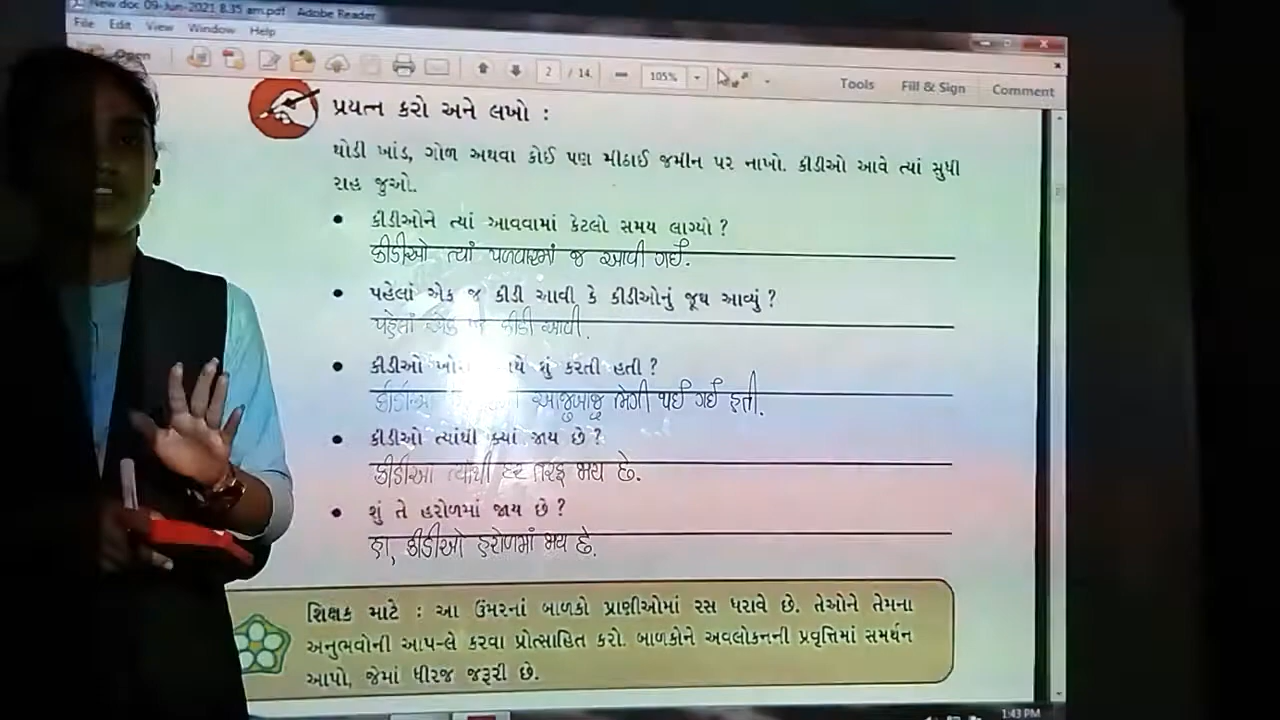 New doc 09-Jun-2021 8.35 am.pdf - Adobe Reader
File Edit View Window Help
Open 2 / 14 105% Tools Fill & Sign Comment
પ્રયત્ન કરો અને લખો :
થોડી ખાંડ, ગોળ અથવા કોઈ પણ મીઠાઈ જમીન પર નાખો. કીડીઓ આવે ત્યાં સુધી
રાહ જુઓ.
• કીડીઓને ત્યાં આવવામાં કેટલો સમય લાગ્યો ?
કીડીઓ ત્યાં પળવારમાં જ આવી ગઈ.
• પહેલાં એક જ કીડી આવી કે કીડીઓનું જૂથ આવ્યું ?
પહેલાં એક જ કીડી આવી.
• કીડીઓ શું કરતી હતી ?
આજુબાજુ ભેગી થઈ ગઈ હતી.
• કીડીઓ ત્યાંથી ક્યાં જાય છે ?
કીડીઓ ત્યાંથી દર તરફ જાય છે.
• શું તે હરોળમાં જાય છે ?
હા, કીડીઓ હરોળમાં જાય છે.
શિક્ષક માટે : આ ઉંમરનાં બાળકો પ્રાણીઓમાં રસ ધરાવે છે. તેઓને તેમના
અનુભવોની આપ-લે કરવા પ્રોત્સાહિત કરો. બાળકોને અવલોકનની પ્રવૃત્તિમાં સમર્થન
આપો, જેમાં ધીરજ જરૂરી છે.
1:43 PM